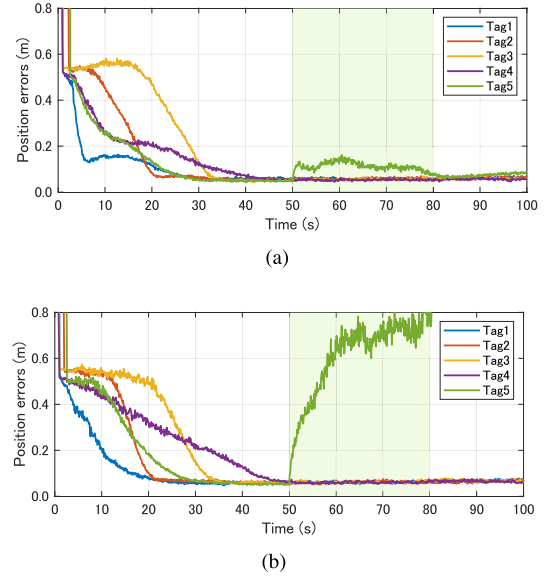 0.8
0.6
0.4
0.2
0.0
Position errors (m)
Tag1
Tag2
Tag3
Tag4
Tag5
0 10 20 30 40 50 60 70 80 90 100
Time (s)
(a)
0.8
0.6
0.4
0.2
0.0
Position errors (m)
Tag1
Tag2
Tag3
Tag4
Tag5
0 10 20 30 40 50 60 70 80 90 100
Time (s)
(b)